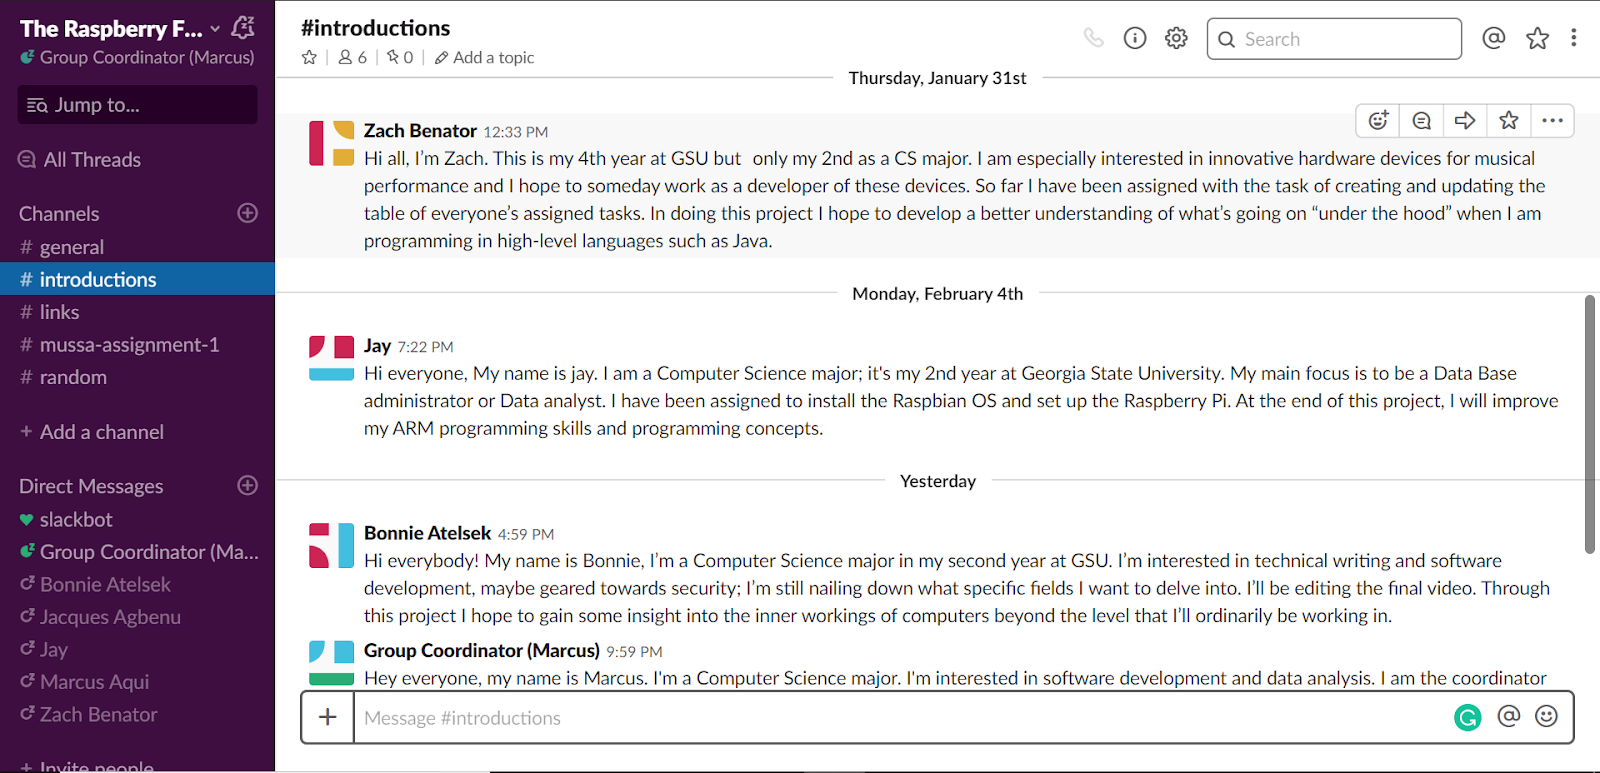 The Raspberry F...
Group Coordinator (Marcus)
Jump to...
All Threads
Channels
# general
# introductions
# links
# mussa-assignment-1
# random
+ Add a channel
Direct Messages
slackbot
Group Coordinator (Ma...
Bonnie Atelsek
Jacques Agbenu
Jay
Marcus Aqui
Zach Benator
+ Invite people
#introductions
6 | 0 | Add a topic
Search
Thursday, January 31st
Zach Benator 12:33 PM
Hi all, I’m Zach. This is my 4th year at GSU but  only my 2nd as a CS major. I am especially interested in innovative hardware devices for musical
performance and I hope to someday work as a developer of these devices. So far I have been assigned with the task of creating and updating the
table of everyone’s assigned tasks. In doing this project I hope to develop a better understanding of what’s going on “under the hood” when I am
programming in high-level languages such as Java.
Monday, February 4th
Jay 7:22 PM
Hi everyone, My name is jay. I am a Computer Science major; it's my 2nd year at Georgia State University. My main focus is to be a Data Base
administrator or Data analyst. I have been assigned to install the Raspbian OS and set up the Raspberry Pi. At the end of this project, I will improve
my ARM programming skills and programming concepts.
Yesterday
Bonnie Atelsek 4:59 PM
Hi everybody! My name is Bonnie, I’m a Computer Science major in my second year at GSU. I’m interested in technical writing and software
development, maybe geared towards security; I’m still nailing down what specific fields I want to delve into. I’ll be editing the final video. Through
this project I hope to gain some insight into the inner workings of computers beyond the level that I’ll ordinarily be working in.
Group Coordinator (Marcus) 9:59 PM
Hey everyone, my name is Marcus. I'm a Computer Science major. I'm interested in software development and data analysis. I am the coordinator
Message #introductions